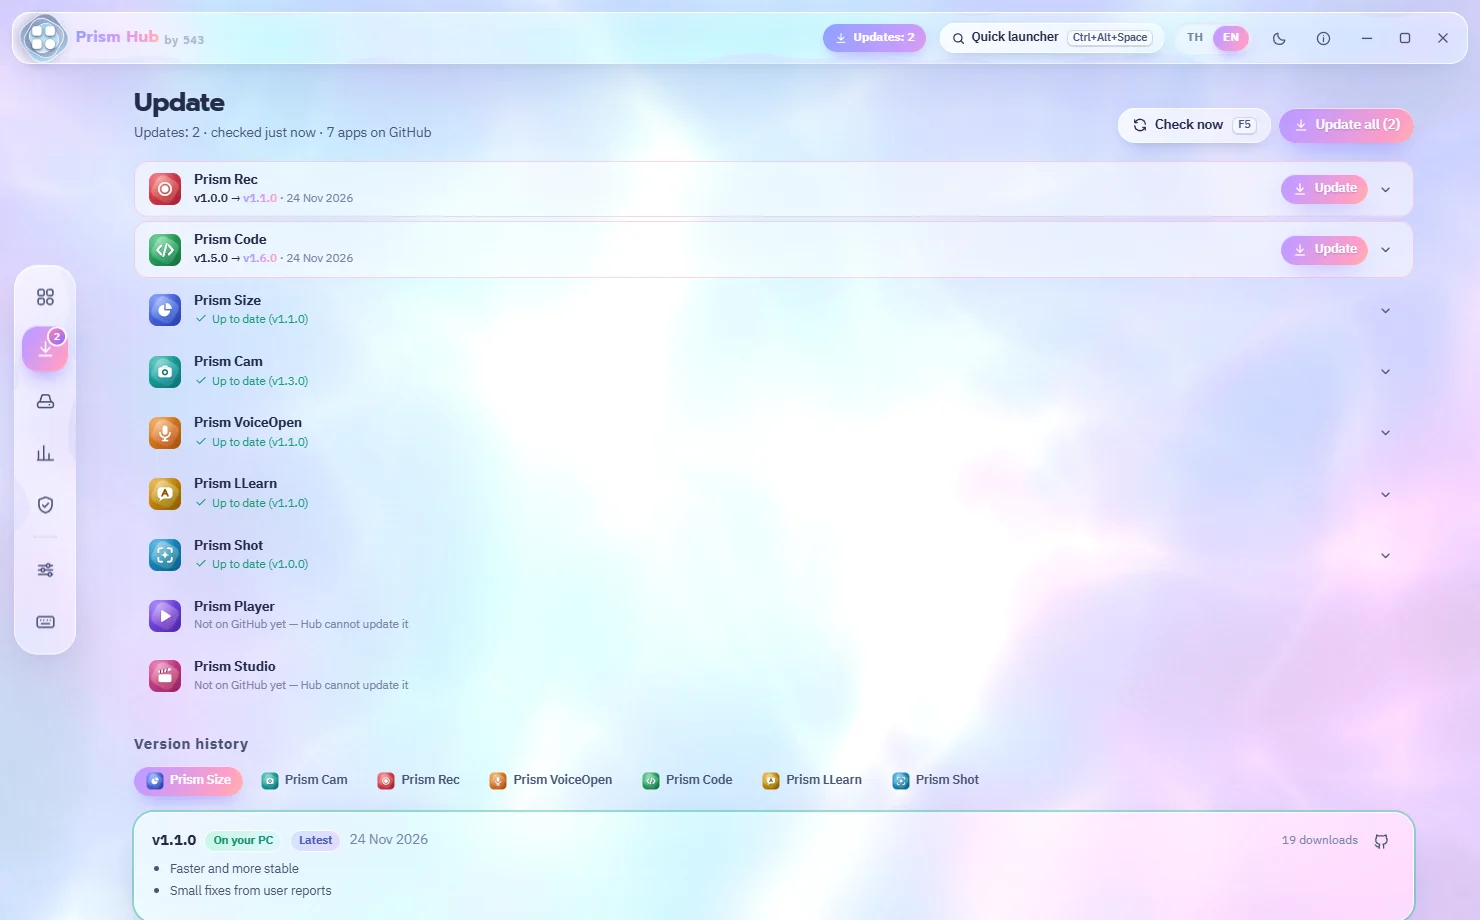 Prism Hub by 543
Updates: 2
Quick launcher Ctrl+Alt+Space
TH EN
Update
Updates: 2 · checked just now · 7 apps on GitHub
Check now F5
Update all (2)
Prism Rec
v1.0.0 → v1.1.0 · 24 Nov 2026
Update
Prism Code
v1.5.0 → v1.6.0 · 24 Nov 2026
Update
2
Prism Size
Up to date (v1.1.0)
Prism Cam
Up to date (v1.3.0)
Prism VoiceOpen
Up to date (v1.1.0)
Prism LLearn
Up to date (v1.1.0)
Prism Shot
Up to date (v1.0.0)
Prism Player
Not on GitHub yet — Hub cannot update it
Prism Studio
Not on GitHub yet — Hub cannot update it
Version history
Prism Size Prism Cam Prism Rec Prism VoiceOpen Prism Code Prism LLearn Prism Shot
v1.1.0 On your PC Latest 24 Nov 2026
19 downloads
• Faster and more stable
• Small fixes from user reports